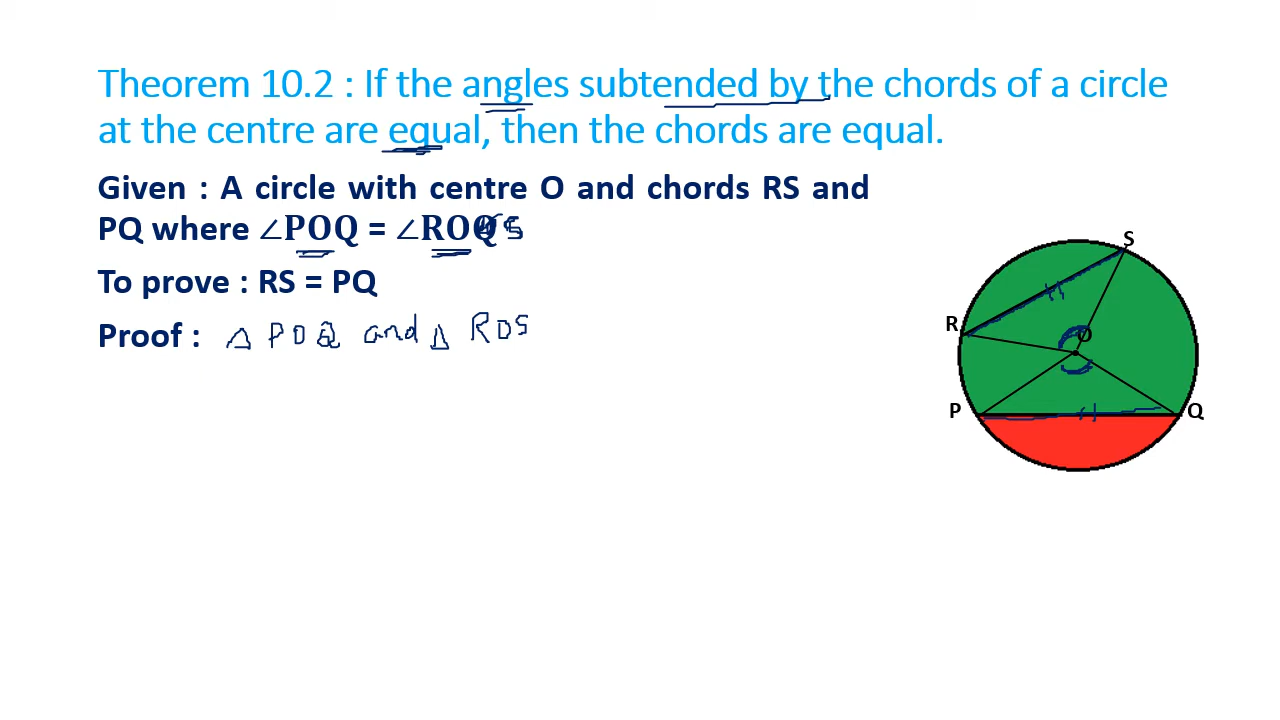 Theorem 10.2 : If the angles subtended by the chords of a circle
at the centre are equal, then the chords are equal.
Given : A circle with centre O and chords RS and
PQ where ∠POQ = ∠ROQ S
To prove : RS = PQ
Proof : △ POQ and △ ROS
S
R
O
P
Q